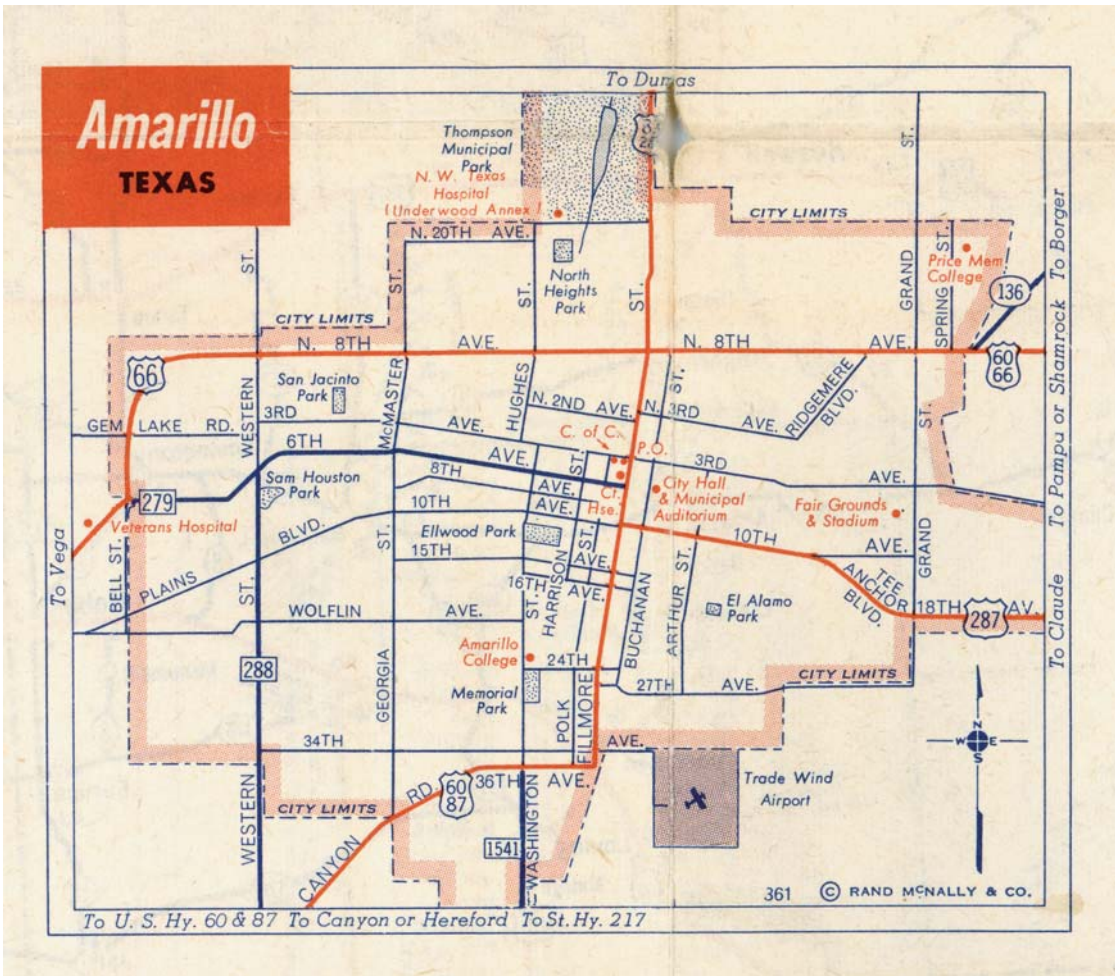 To Dumas
Amarillo
TEXAS
Thompson
Municipal
Park
N. W. Texas
Hospital
(Underwood Annex)
CITY LIMITS
N. 20TH AVE.
North
Heights
Park
Price Mem
College
136
To Borger
ST.
ST.
ST.
ST.
ST.
GRAND
SPRING ST.
CITY LIMITS
N. 8TH AVE.
N. 8TH AVE.
66
60
66
San Jacinto
Park
McMASTER
HUGHES
ST.
RIDGEMERE
BLVD.
To Pampu or Shamrock
N. 2ND AVE.
N. 3RD AVE.
GEM LAKE RD.
WESTERN
3RD AVE.
6TH AVE.
C. of C.
P.O.
ST.
3RD AVE.
ST.
8TH AVE.
Sam Houston
Park
279
Ct.
Hse.
City Hall
& Municipal
Auditorium
Fair Grounds
& Stadium
Veterans Hospital
10TH AVE.
PLAINS BLVD.
Ellwood Park
10TH AVE.
GRAND
To Vega
BELL ST.
ST.
ST.
15TH AVE.
16TH AVE.
HARRISON ST.
ST.
BUCHANAN
ARTHUR ST.
TEE
ANCHOR
BLVD.
18TH AV.
287
El Alamo
Park
WOLFLIN AVE.
288
GEORGIA
Amarillo
College
24TH
27TH AVE.
CITY LIMITS
To Claude
Memorial
Park
POLK
FILLMORE
34TH AVE.
N
W E
S
36TH AVE.
60
87
CANYON RD.
CITY LIMITS
WESTERN
1541
WASHINGTON
Trade Wind
Airport
361 © RAND McNALLY & CO.
To U. S. Hy. 60 & 87 To Canyon or Hereford To St. Hy. 217